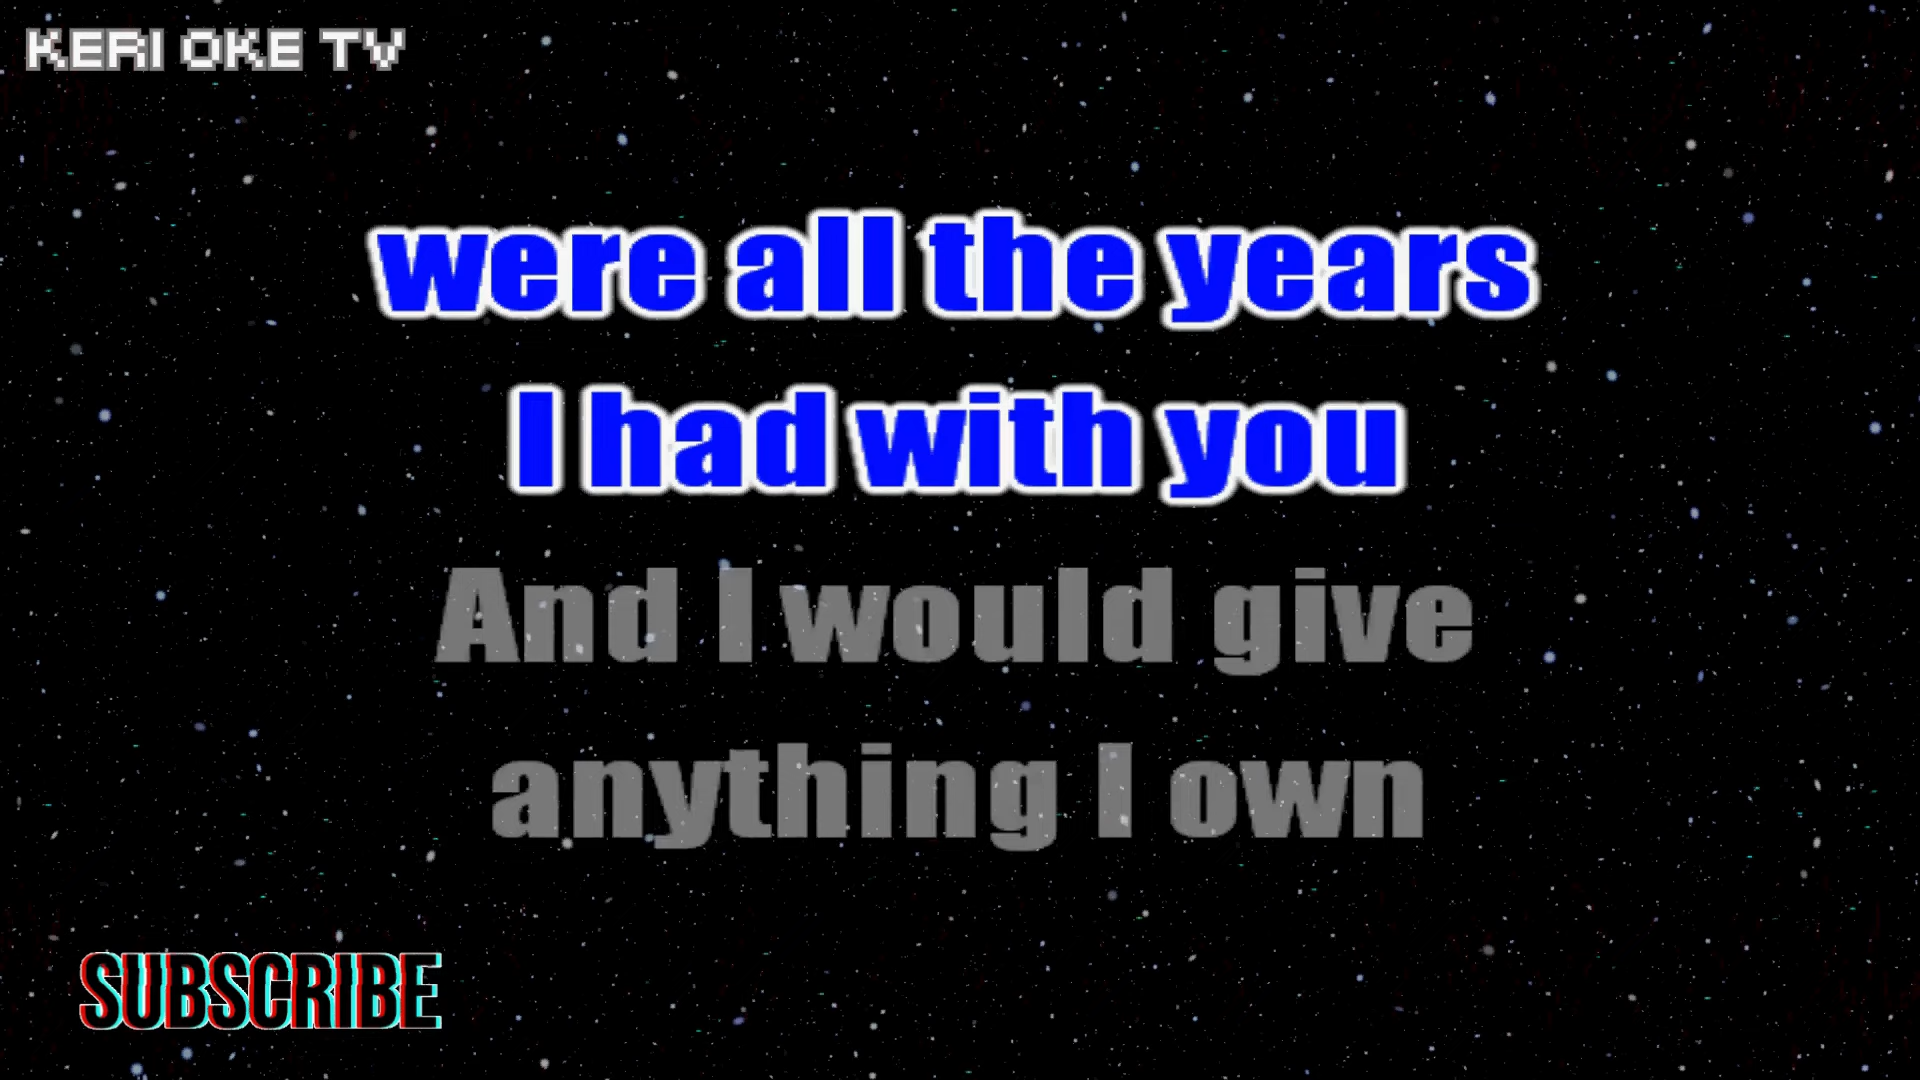 KERI OKE TV
were all the years
I had with you
And I would give
anything I own
SUBSCRIBE